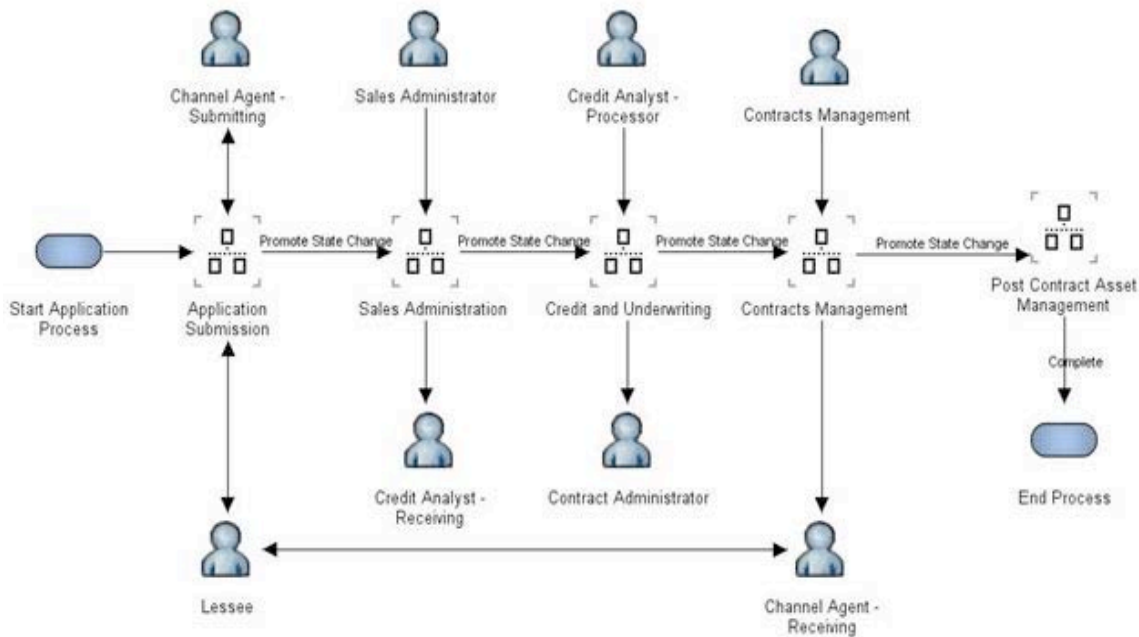 Channel Agent -
Submitting
Sales Administrator
Credit Analyst -
Processor
Contracts Management
Promote State Change
Promote State Change
Promote State Change
Promote State Change
Start Application
Process
Application
Submission
Sales Administration
Credit and Underwriting
Contracts Management
Post Contract Asset
Management
Complete
Credit Analyst -
Receiving
Contract Administrator
End Process
Lessee
Channel Agent -
Receiving